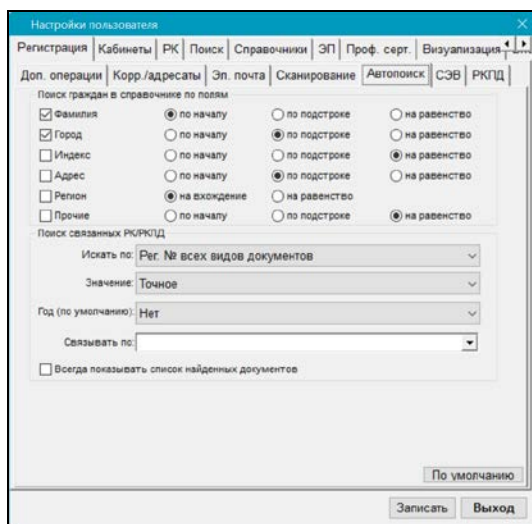 Настройки пользователя
Регистрация Кабинеты РК Поиск Справочники ЭП Проф. серт. Визуализация
Доп. операции Корр./адресаты Эл. почта Сканирование Автопоиск СЭВ РКПД
Поиск граждан в справочнике по полям
Фамилия по началу по подстроке на равенство
Город по началу по подстроке на равенство
Индекс по началу по подстроке на равенство
Адрес по началу по подстроке на равенство
Регион на вхождение на равенство
Прочие по началу по подстроке на равенство
Поиск связанных РК/РКПД
Искать по: Рег. № всех видов документов
Значение: Точное
Год (по умолчанию): Нет
Связывать по:
Всегда показывать список найденных документов
По умолчанию
Записать Выход